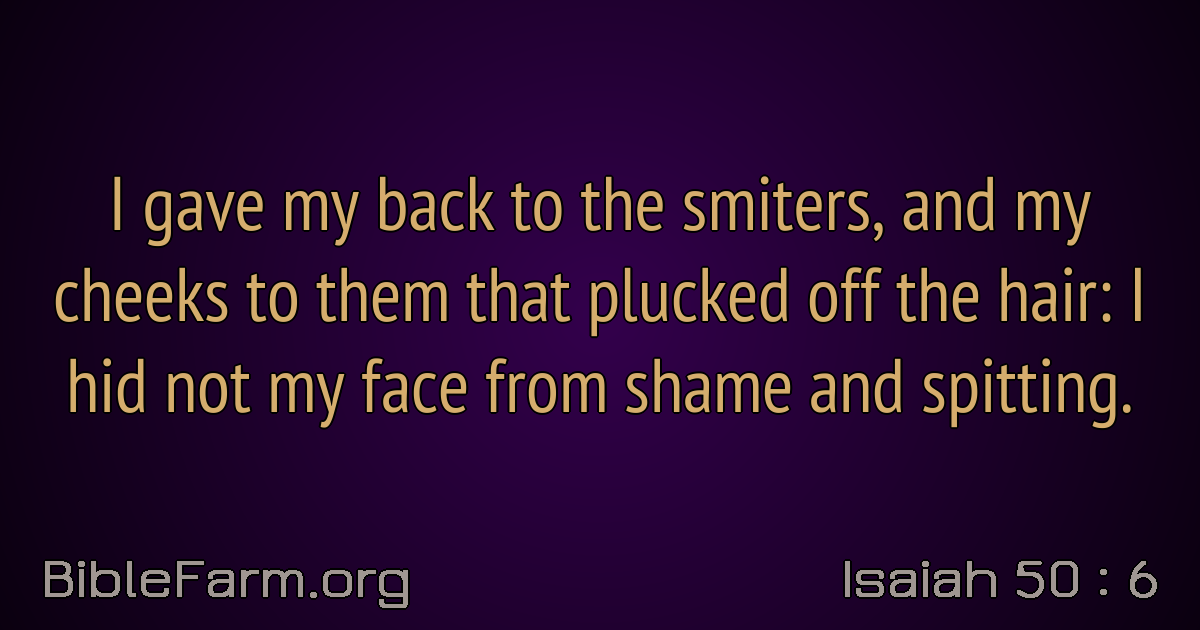 I gave my back to the smiters, and my
cheeks to them that plucked off the hair: I
hid not my face from shame and spitting.
BibleFarm.org
Isaiah 50 : 6